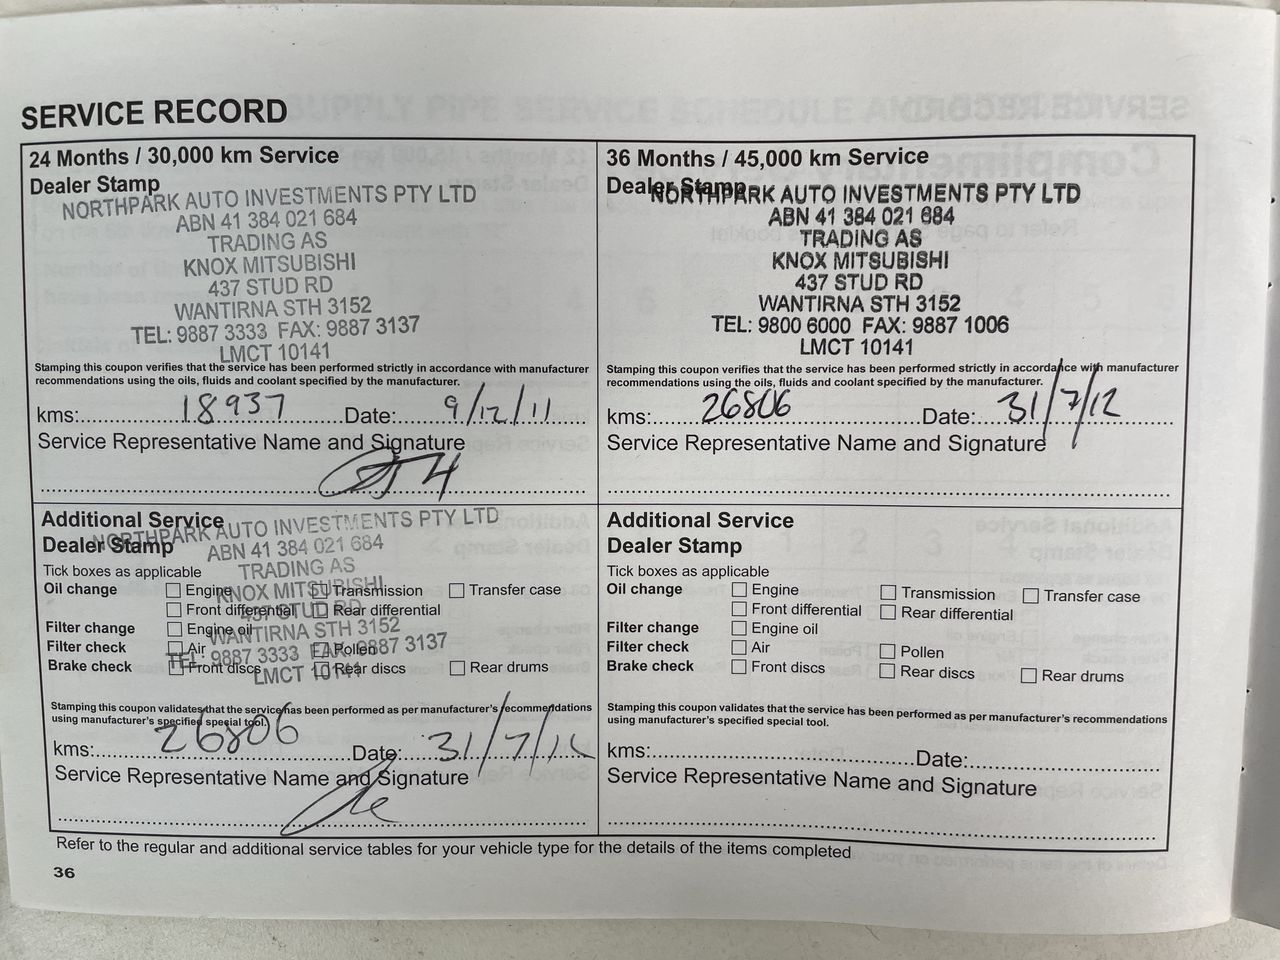 SERVICE RECORD
24 Months / 30,000 km Service
Dealer Stamp
NORTHPARK AUTO INVESTMENTS PTY LTD
ABN 41 384 021 684
TRADING AS
KNOX MITSUBISHI
437 STUD RD
WANTIRNA STH 3152
TEL: 9887 3333 FAX: 9887 3137
LMCT 10141
Stamping this coupon verifies that the service has been performed strictly in accordance with manufacturer
recommendations using the oils, fluids and coolant specified by the manufacturer.
kms: 18937 Date: 9/12/11
Service Representative Name and Signature
36 Months / 45,000 km Service
Dealer Stamp
NORTHPARK AUTO INVESTMENTS PTY LTD
ABN 41 384 021 684
TRADING AS
KNOX MITSUBISHI
437 STUD RD
WANTIRNA STH 3152
TEL: 9800 6000 FAX: 9887 1006
LMCT 10141
Stamping this coupon verifies that the service has been performed strictly in accordance with manufacturer
recommendations using the oils, fluids and coolant specified by the manufacturer.
kms: 26806 Date: 31/7/12
Service Representative Name and Signature
Additional Service
Dealer Stamp
NORTHPARK AUTO INVESTMENTS PTY LTD
ABN 41 384 021 684
TRADING AS
KNOX MITSUBISHI
437 STUD RD
WANTIRNA STH 3152
TEL: 9887 3333 FAX: 9887 3137
LMCT 10141
Tick boxes as applicable
Oil change Engine Transmission Transfer case
Front differential Rear differential
Filter change Engine oil
Filter check Air Pollen
Brake check Front discs Rear discs Rear drums
Stamping this coupon validates that the service has been performed as per manufacturer's recommendations
using manufacturer's specified special tool.
kms: 26806 Date: 31/7/12
Service Representative Name and Signature
Additional Service
Dealer Stamp
Tick boxes as applicable
Oil change Engine Transmission Transfer case
Front differential Rear differential
Filter change Engine oil
Filter check Air Pollen
Brake check Front discs Rear discs Rear drums
Stamping this coupon validates that the service has been performed as per manufacturer's recommendations
using manufacturer's specified special tool.
kms: Date:
Service Representative Name and Signature
Refer to the regular and additional service tables for your vehicle type for the details of the items completed
36